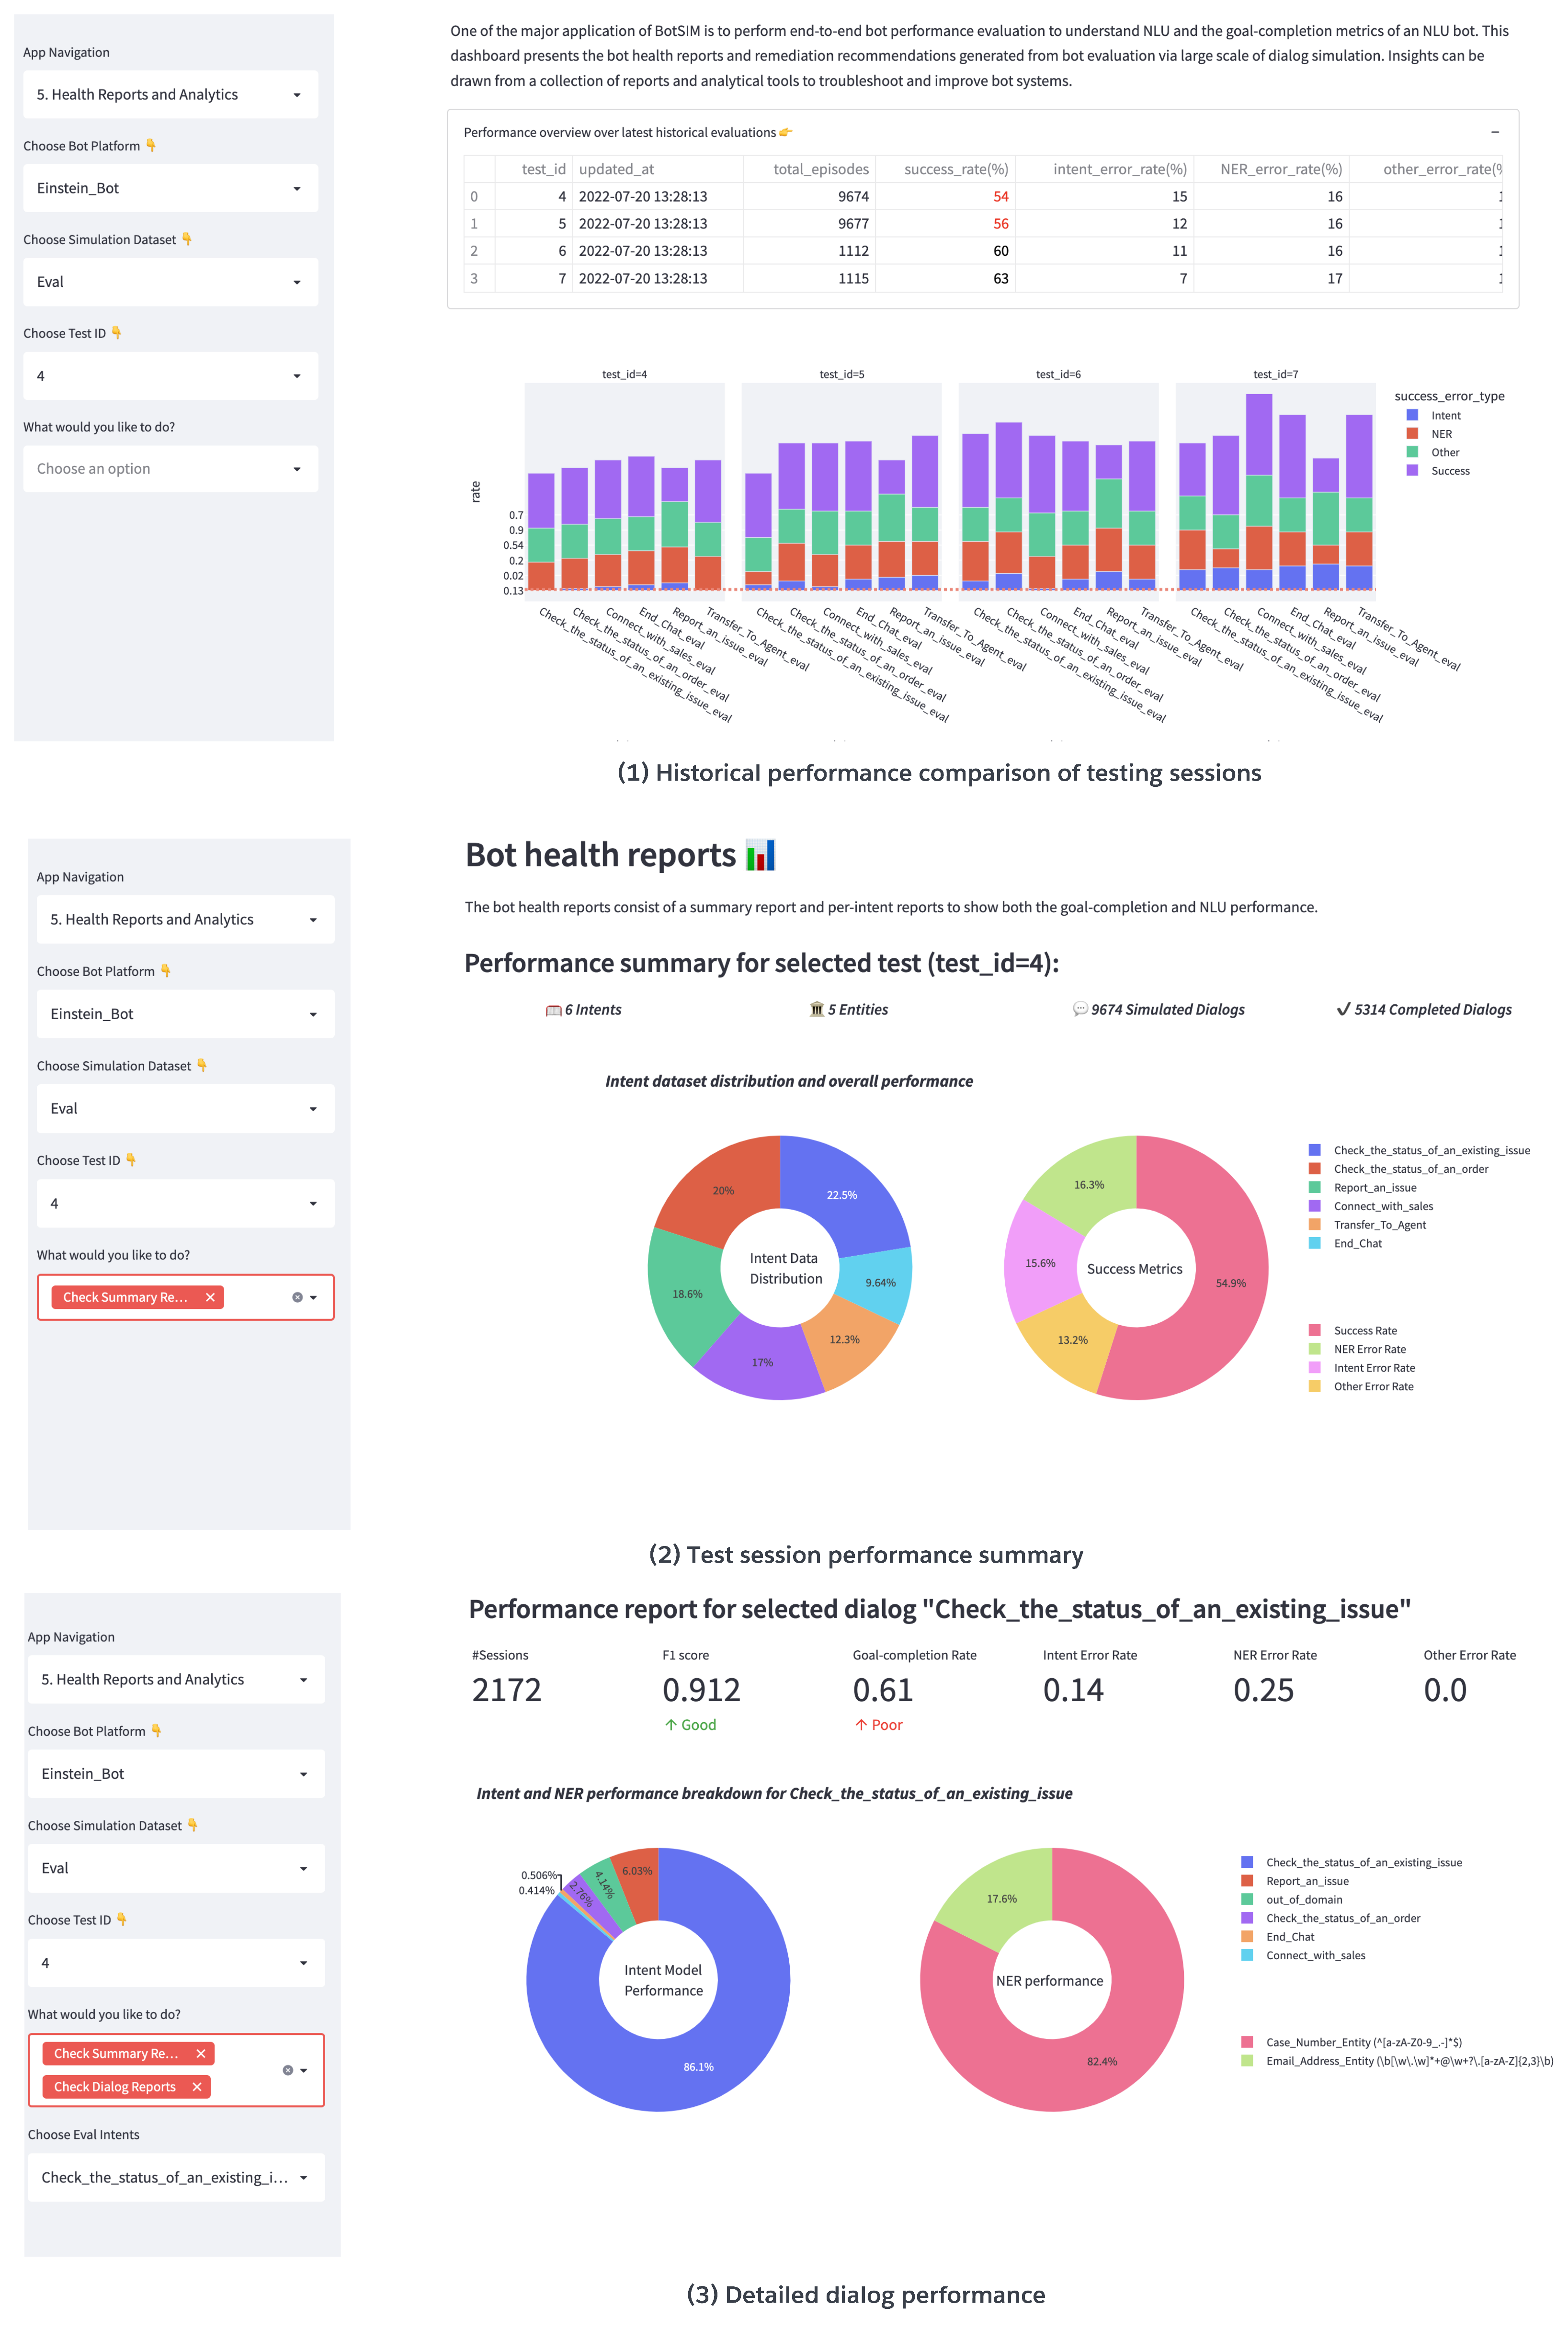 App Navigation
5. Health Reports and Analytics
Choose Bot Platform 👇
Einstein_Bot
Choose Simulation Dataset 👇
Eval
Choose Test ID 👇
4
What would you like to do?
Choose an option
One of the major application of BotSIM is to perform end-to-end bot performance evaluation to understand NLU and the goal-completion metrics of an NLU bot. This
dashboard presents the bot health reports and remediation recommendations generated from bot evaluation via large scale of dialog simulation. Insights can be
drawn from a collection of reports and analytical tools to troubleshoot and improve bot systems.
Performance overview over latest historical evaluations 👉 −
test_id updated_at total_episodes success_rate(%) intent_error_rate(%) NER_error_rate(%) other_error_rate(%
0 4 2022-07-20 13:28:13 9674 54 15 16
1 5 2022-07-20 13:28:13 9677 56 12 16
2 6 2022-07-20 13:28:13 1112 60 11 16
3 7 2022-07-20 13:28:13 1115 63 7 17
test_id=4 test_id=5 test_id=6 test_id=7
success_error_type
Intent
NER
Other
Success
rate
0.7
0.9
0.54
0.2
0.02
0.13
Check_the_status_of_an_existing_issue_eval
Check_the_status_of_an_order_eval
Connect_with_sales_eval
End_Chat_eval
Report_an_issue_eval
Transfer_To_Agent_eval
Check_the_status_of_an_existing_issue_eval
Check_the_status_of_an_order_eval
Connect_with_sales_eval
End_Chat_eval
Report_an_issue_eval
Transfer_To_Agent_eval
Check_the_status_of_an_existing_issue_eval
Check_the_status_of_an_order_eval
Connect_with_sales_eval
End_Chat_eval
Report_an_issue_eval
Transfer_To_Agent_eval
Check_the_status_of_an_existing_issue_eval
Check_the_status_of_an_order_eval
Connect_with_sales_eval
End_Chat_eval
Report_an_issue_eval
Transfer_To_Agent_eval
(1) Historical performance comparison of testing sessions
App Navigation
5. Health Reports and Analytics
Choose Bot Platform 👇
Einstein_Bot
Choose Simulation Dataset 👇
Eval
Choose Test ID 👇
4
What would you like to do?
Check Summary Re... ×
Bot health reports 📊
The bot health reports consist of a summary report and per-intent reports to show both the goal-completion and NLU performance.
Performance summary for selected test (test_id=4):
📖 6 Intents 🏛 5 Entities 💬 9674 Simulated Dialogs ✔ 5314 Completed Dialogs
Intent dataset distribution and overall performance
Intent Data
Distribution
22.5%
9.64%
12.3%
17%
18.6%
20%
Success Metrics
54.9%
13.2%
15.6%
16.3%
Check_the_status_of_an_existing_issue
Check_the_status_of_an_order
Report_an_issue
Connect_with_sales
Transfer_To_Agent
End_Chat
Success Rate
NER Error Rate
Intent Error Rate
Other Error Rate
(2) Test session performance summary
App Navigation
5. Health Reports and Analytics
Choose Bot Platform 👇
Einstein_Bot
Choose Simulation Dataset 👇
Eval
Choose Test ID 👇
4
What would you like to do?
Check Summary Re... ×
Check Dialog Reports ×
Choose Eval Intents
Check_the_status_of_an_existing_i...
Performance report for selected dialog "Check_the_status_of_an_existing_issue"
#Sessions F1 score Goal-completion Rate Intent Error Rate NER Error Rate Other Error Rate
2172 0.912 0.61 0.14 0.25 0.0
↑ Good ↑ Poor
Intent and NER performance breakdown for Check_the_status_of_an_existing_issue
0.506%
0.414%
2.76%
4.14%
6.03%
Intent Model
Performance
86.1%
17.6%
NER performance
82.4%
Check_the_status_of_an_existing_issue
Report_an_issue
out_of_domain
Check_the_status_of_an_order
End_Chat
Connect_with_sales
Case_Number_Entity (^[a-zA-Z0-9_.-]*$)
Email_Address_Entity (\b[\w\.\w]*+@\w+?\.[a-zA-Z]{2,3}\b)
(3) Detailed dialog performance